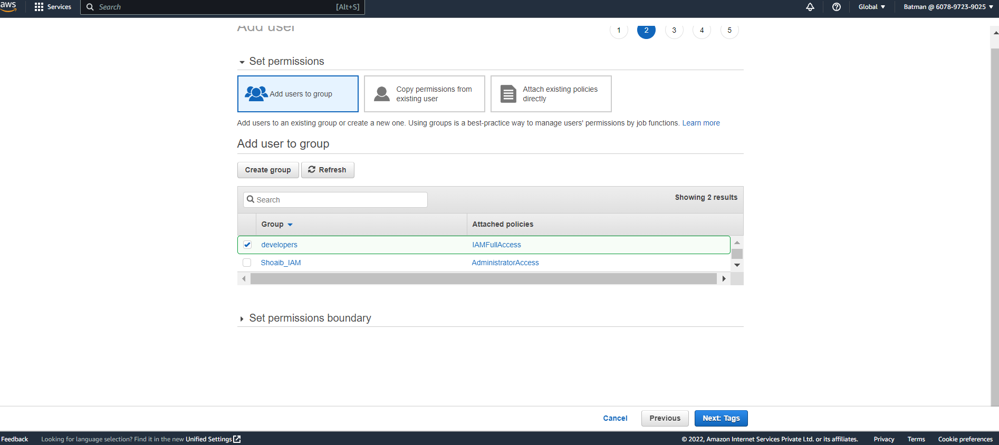 aws Services Search [Alt+S] Global Batman @ 6078-9723-9025
Add user 1 2 3 4 5
Set permissions
Add users to group
Copy permissions from
existing user
Attach existing policies
directly
Add users to an existing group or create a new one. Using groups is a best-practice way to manage users' permissions by job functions. Learn more
Add user to group
Create group Refresh
Search Showing 2 results
Group Attached policies
developers IAMFullAccess
Shoaib_IAM AdministratorAccess
Set permissions boundary
Cancel Previous Next: Tags
Feedback Looking for language selection? Find it in the new Unified Settings © 2022, Amazon Internet Services Private Ltd. or its affiliates. Privacy Terms Cookie preferences